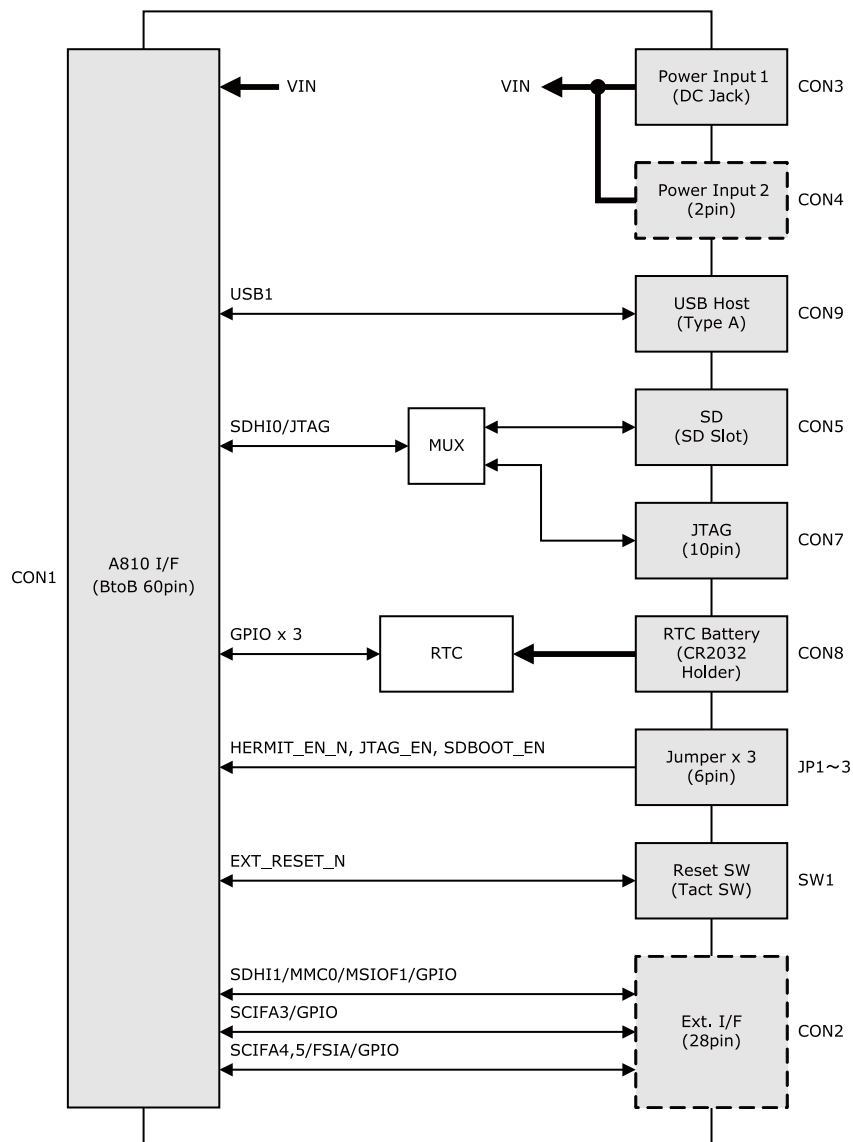 VIN
VIN
Power Input 1
(DC Jack)
CON3
Power Input 2
(2pin)
CON4
USB1
USB Host
(Type A)
CON9
SDHI0/JTAG
MUX
SD
(SD Slot)
CON5
JTAG
(10pin)
CON7
CON1
A810 I/F
(BtoB 60pin)
GPIO x 3
RTC
RTC Battery
(CR2032
Holder)
CON8
HERMIT_EN_N, JTAG_EN, SDBOOT_EN
Jumper x 3
(6pin)
JP1～3
EXT_RESET_N
Reset SW
(Tact SW)
SW1
SDHI1/MMC0/MSIOF1/GPIO
SCIFA3/GPIO
SCIFA4,5/FSIA/GPIO
Ext. I/F
(28pin)
CON2